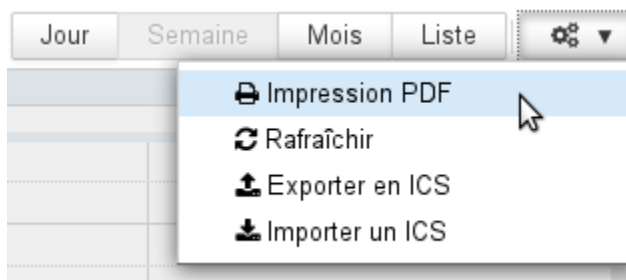 Jour Semaine Mois Liste
Impression PDF
Rafraîchir
Exporter en ICS
Importer un ICS